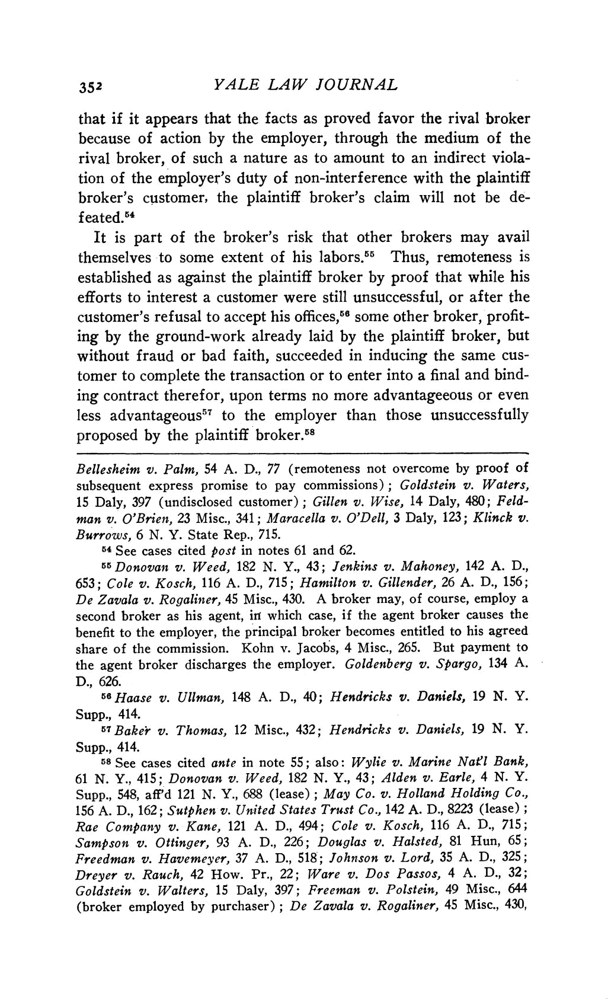 352 YALE LAW JOURNAL
that if it appears that the facts as proved favor the rival broker
because of action by the employer, through the medium of the
rival broker, of such a nature as to amount to an indirect viola-
tion of the employer's duty of non-interference with the plaintiff
broker's customer, the plaintiff broker's claim will not be de-
feated.⁵⁴
It is part of the broker's risk that other brokers may avail
themselves to some extent of his labors.⁵⁵ Thus, remoteness is
established as against the plaintiff broker by proof that while his
efforts to interest a customer were still unsuccessful, or after the
customer's refusal to accept his offices,⁵⁶ some other broker, profit-
ing by the ground-work already laid by the plaintiff broker, but
without fraud or bad faith, succeeded in inducing the same cus-
tomer to complete the transaction or to enter into a final and bind-
ing contract therefor, upon terms no more advantageeous or even
less advantageous⁵⁷ to the employer than those unsuccessfully
proposed by the plaintiff broker.⁵⁸
Bellesheim v. Palm, 54 A. D., 77 (remoteness not overcome by proof of
subsequent express promise to pay commissions) ; Goldstein v. Waters,
15 Daly, 397 (undisclosed customer) ; Gillen v. Wise, 14 Daly, 480; Feld-
man v. O'Brien, 23 Misc., 341; Maracella v. O'Dell, 3 Daly, 123; Klinck v.
Burrows, 6 N. Y. State Rep., 715.
⁵⁴ See cases cited post in notes 61 and 62.
⁵⁵ Donovan v. Weed, 182 N. Y., 43; Jenkins v. Mahoney, 142 A. D.,
653; Cole v. Kosch, 116 A. D., 715; Hamilton v. Gillender, 26 A. D., 156;
De Zavala v. Rogaliner, 45 Misc., 430. A broker may, of course, employ a
second broker as his agent, in which case, if the agent broker causes the
benefit to the employer, the principal broker becomes entitled to his agreed
share of the commission. Kohn v. Jacobs, 4 Misc., 265. But payment to
the agent broker discharges the employer. Goldenberg v. Spargo, 134 A.
D., 626.
⁵⁶ Haase v. Ullman, 148 A. D., 40; Hendricks v. Daniels, 19 N. Y.
Supp., 414.
⁵⁷ Baker v. Thomas, 12 Misc., 432; Hendricks v. Daniels, 19 N. Y.
Supp., 414.
⁵⁸ See cases cited ante in note 55; also: Wylie v. Marine Nat'l Bank,
61 N. Y., 415; Donovan v. Weed, 182 N. Y., 43; Alden v. Earle, 4 N. Y.
Supp., 548, aff'd 121 N. Y., 688 (lease) ; May Co. v. Holland Holding Co.,
156 A. D., 162; Sutphen v. United States Trust Co., 142 A. D., 8223 (lease) ;
Rae Company v. Kane, 121 A. D., 494; Cole v. Kosch, 116 A. D., 715;
Sampson v. Ottinger, 93 A. D., 226; Douglas v. Halsted, 81 Hun, 65;
Freedman v. Havemeyer, 37 A. D., 518; Johnson v. Lord, 35 A. D., 325;
Dreyer v. Rauch, 42 How. Pr., 22; Ware v. Dos Passos, 4 A. D., 32;
Goldstein v. Walters, 15 Daly, 397; Freeman v. Polstein, 49 Misc., 644
(broker employed by purchaser) ; De Zavala v. Rogaliner, 45 Misc., 430,